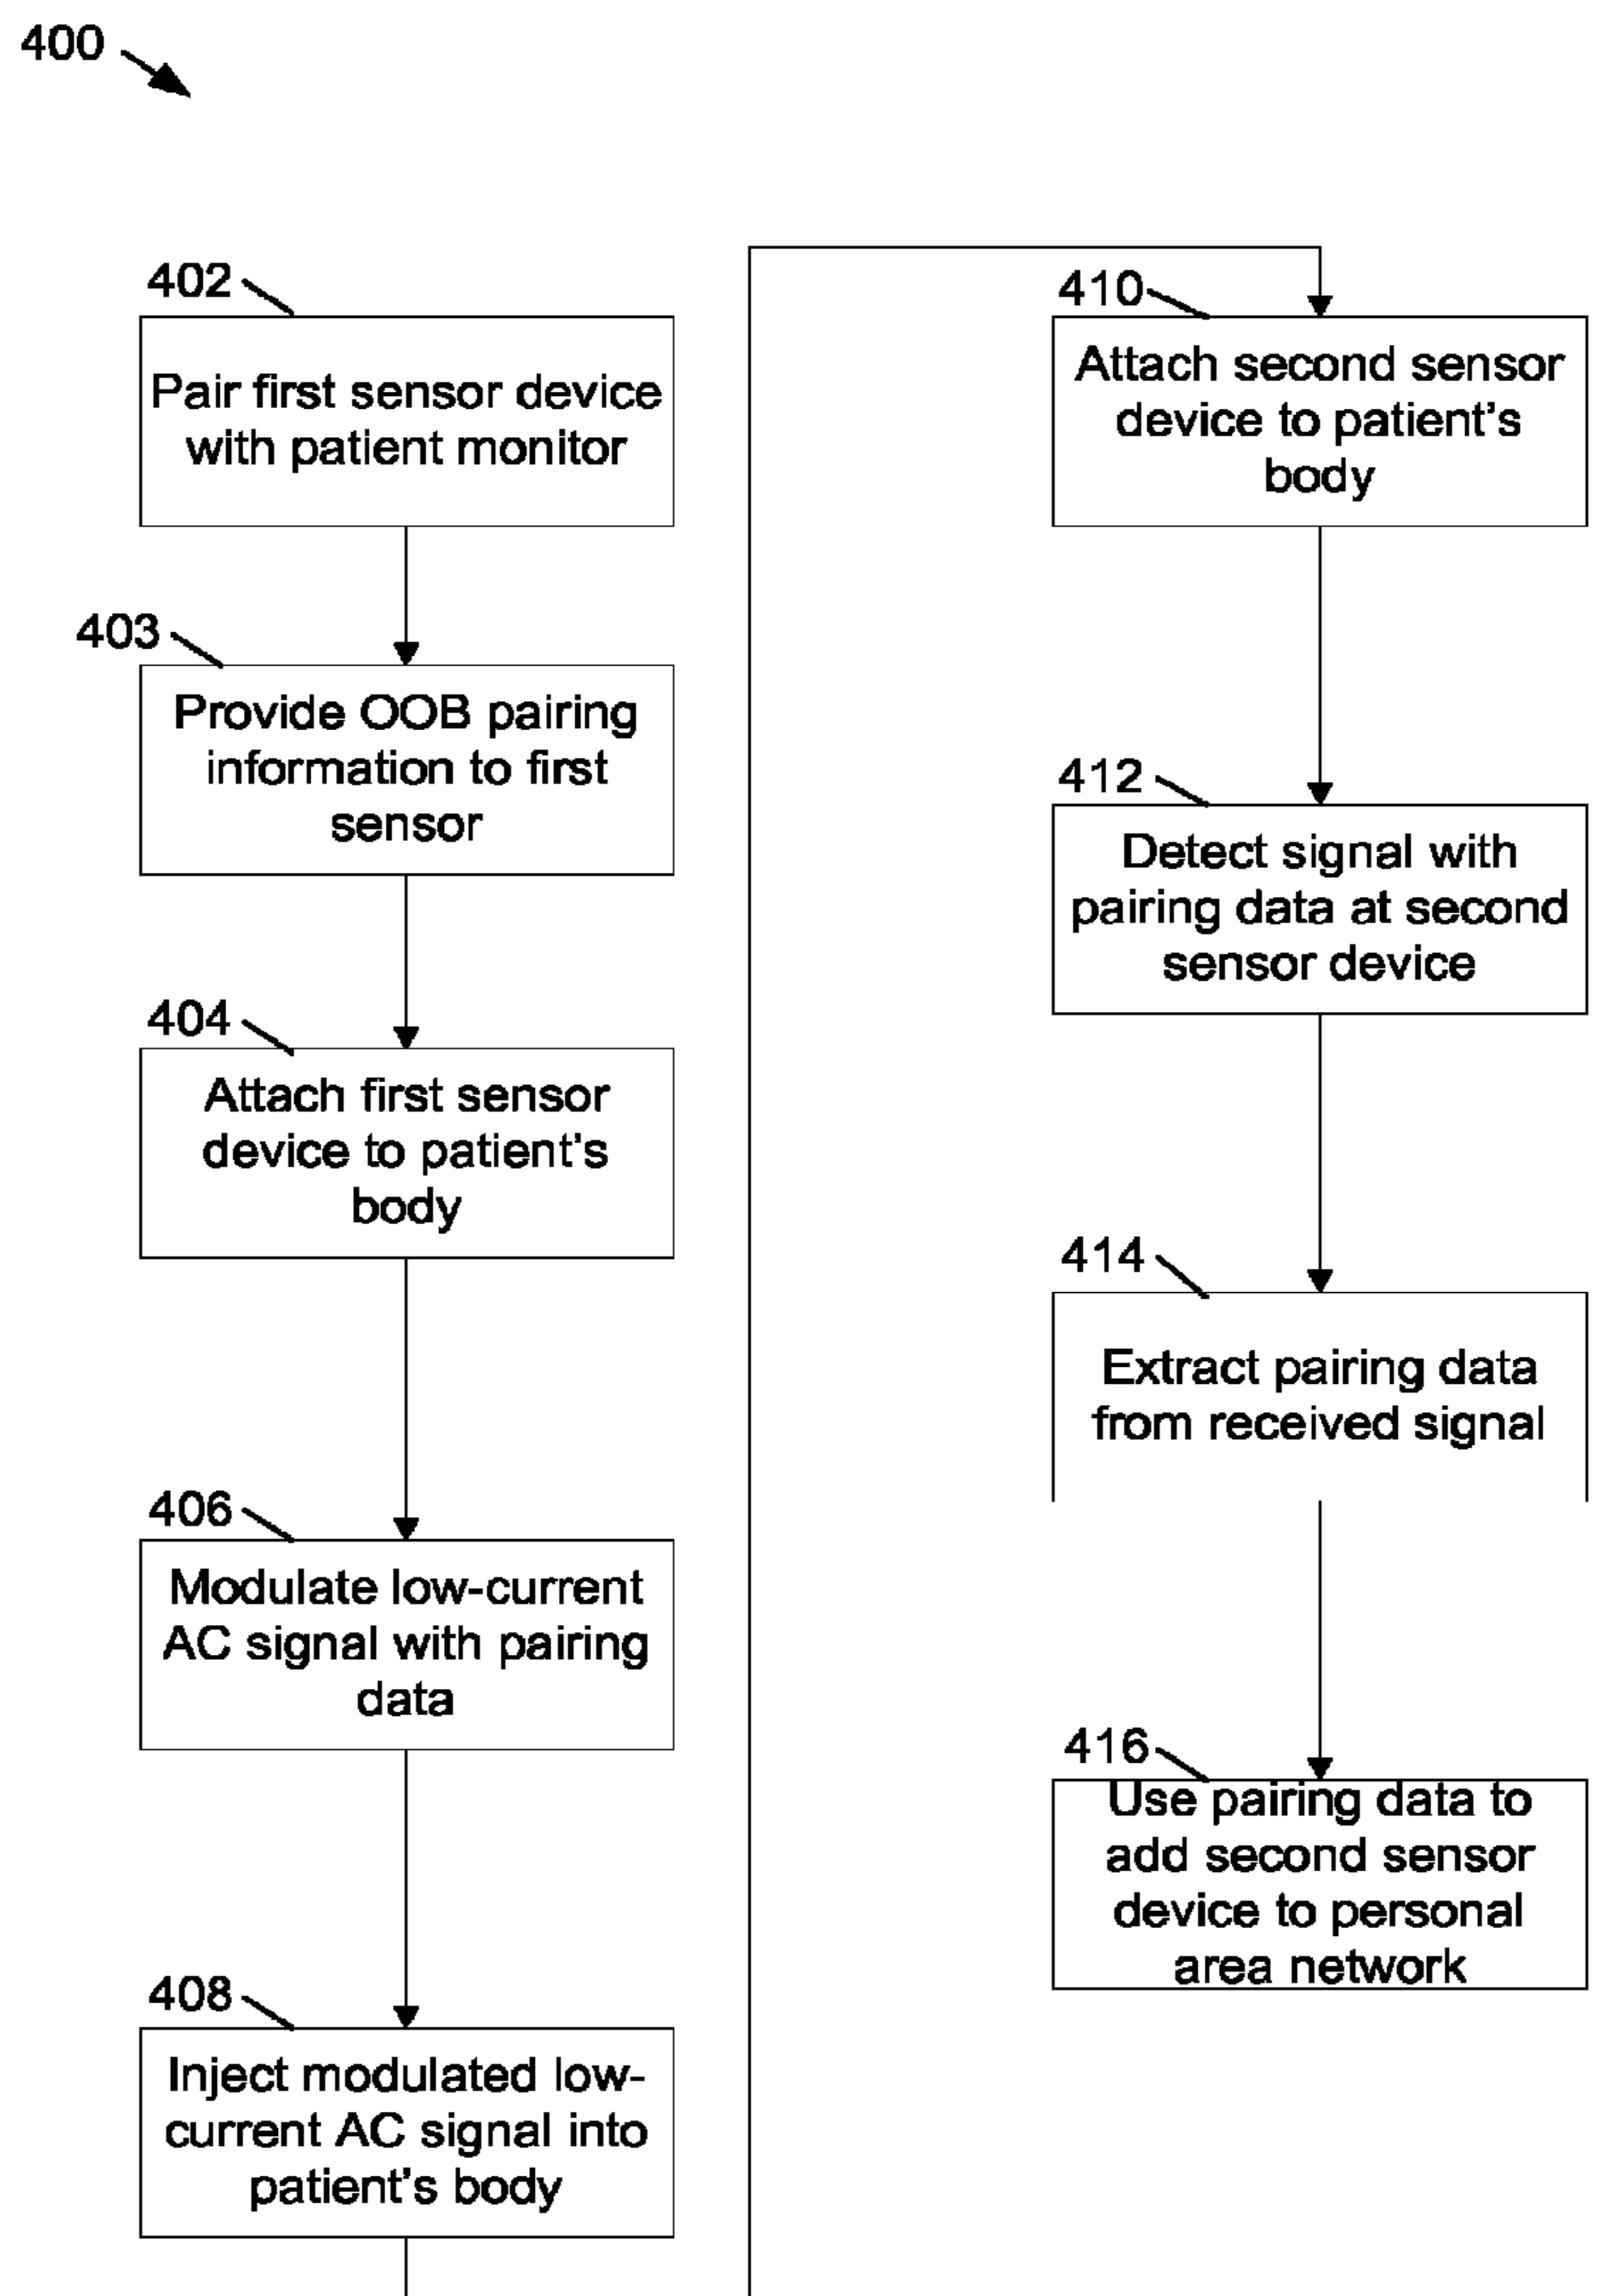 400
402
Pair first sensor device
with patient monitor
403
Provide OOB pairing
information to first
sensor
404
Attach first sensor
device to patient's
body
406
Modulate low-current
AC signal with pairing
data
408
Inject modulated low-
current AC signal into
patient's body
410
Attach second sensor
device to patient's
body
412
Detect signal with
pairing data at second
sensor device
414
Extract pairing data
from received signal
416
Use pairing data to
add second sensor
device to personal
area network